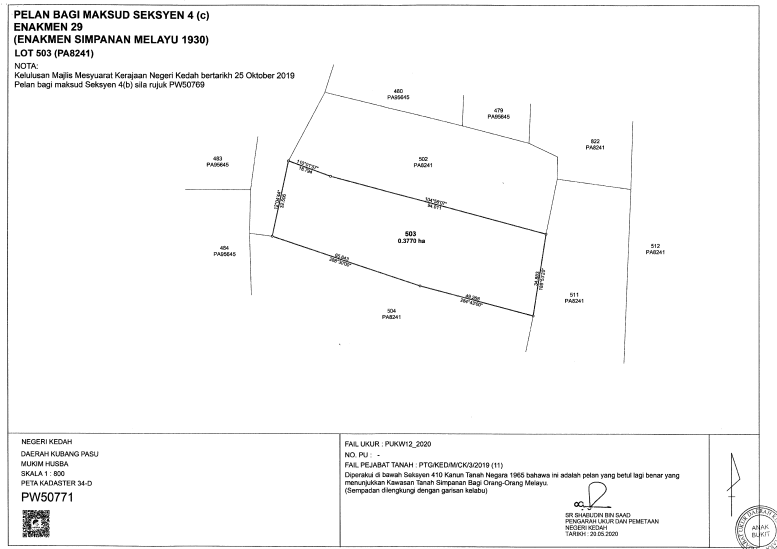 PELAN BAGI MAKSUD SEKSYEN 4 (c)
ENAKMEN 29
(ENAKMEN SIMPANAN MELAYU 1930)
LOT 503 (PA8241)
NOTA:
Kelulusan Majlis Mesyuarat Kerajaan Negeri Kedah bertarikh 25 Oktober 2019
Pelan bagi maksud Seksyen 4(b) sila rujuk PW50769
480
PA95645
479
PA95645
822
PA8241
483
PA95645
502
PA8241
503
0.3770 ha
484
PA95645
512
PA8241
511
PA8241
504
PA8241
NEGERI KEDAH
DAERAH KUBANG PASU
MUKIM HUSBA
SKALA 1 : 800
PETA KADASTER 34-D
PW50771
FAIL UKUR : PUKW12_2020
NO. PU : -
FAIL PEJABAT TANAH : PTG/KED/M/CK/3/2019 (11)
Diperakui di bawah Seksyen 410 Kanun Tanah Negara 1965 bahawa ini adalah pelan yang betul lagi benar yang
menunjukkan Kawasan Tanah Simpanan Bagi Orang-Orang Melayu.
(Sempadan dilengkungi dengan garisan kelabu)
SR SHABUDIN BIN SAAD
PENGARAH UKUR DAN PEMETAAN
NEGERI KEDAH
TARIKH : 20.05.2020
ANAK
BUKIT